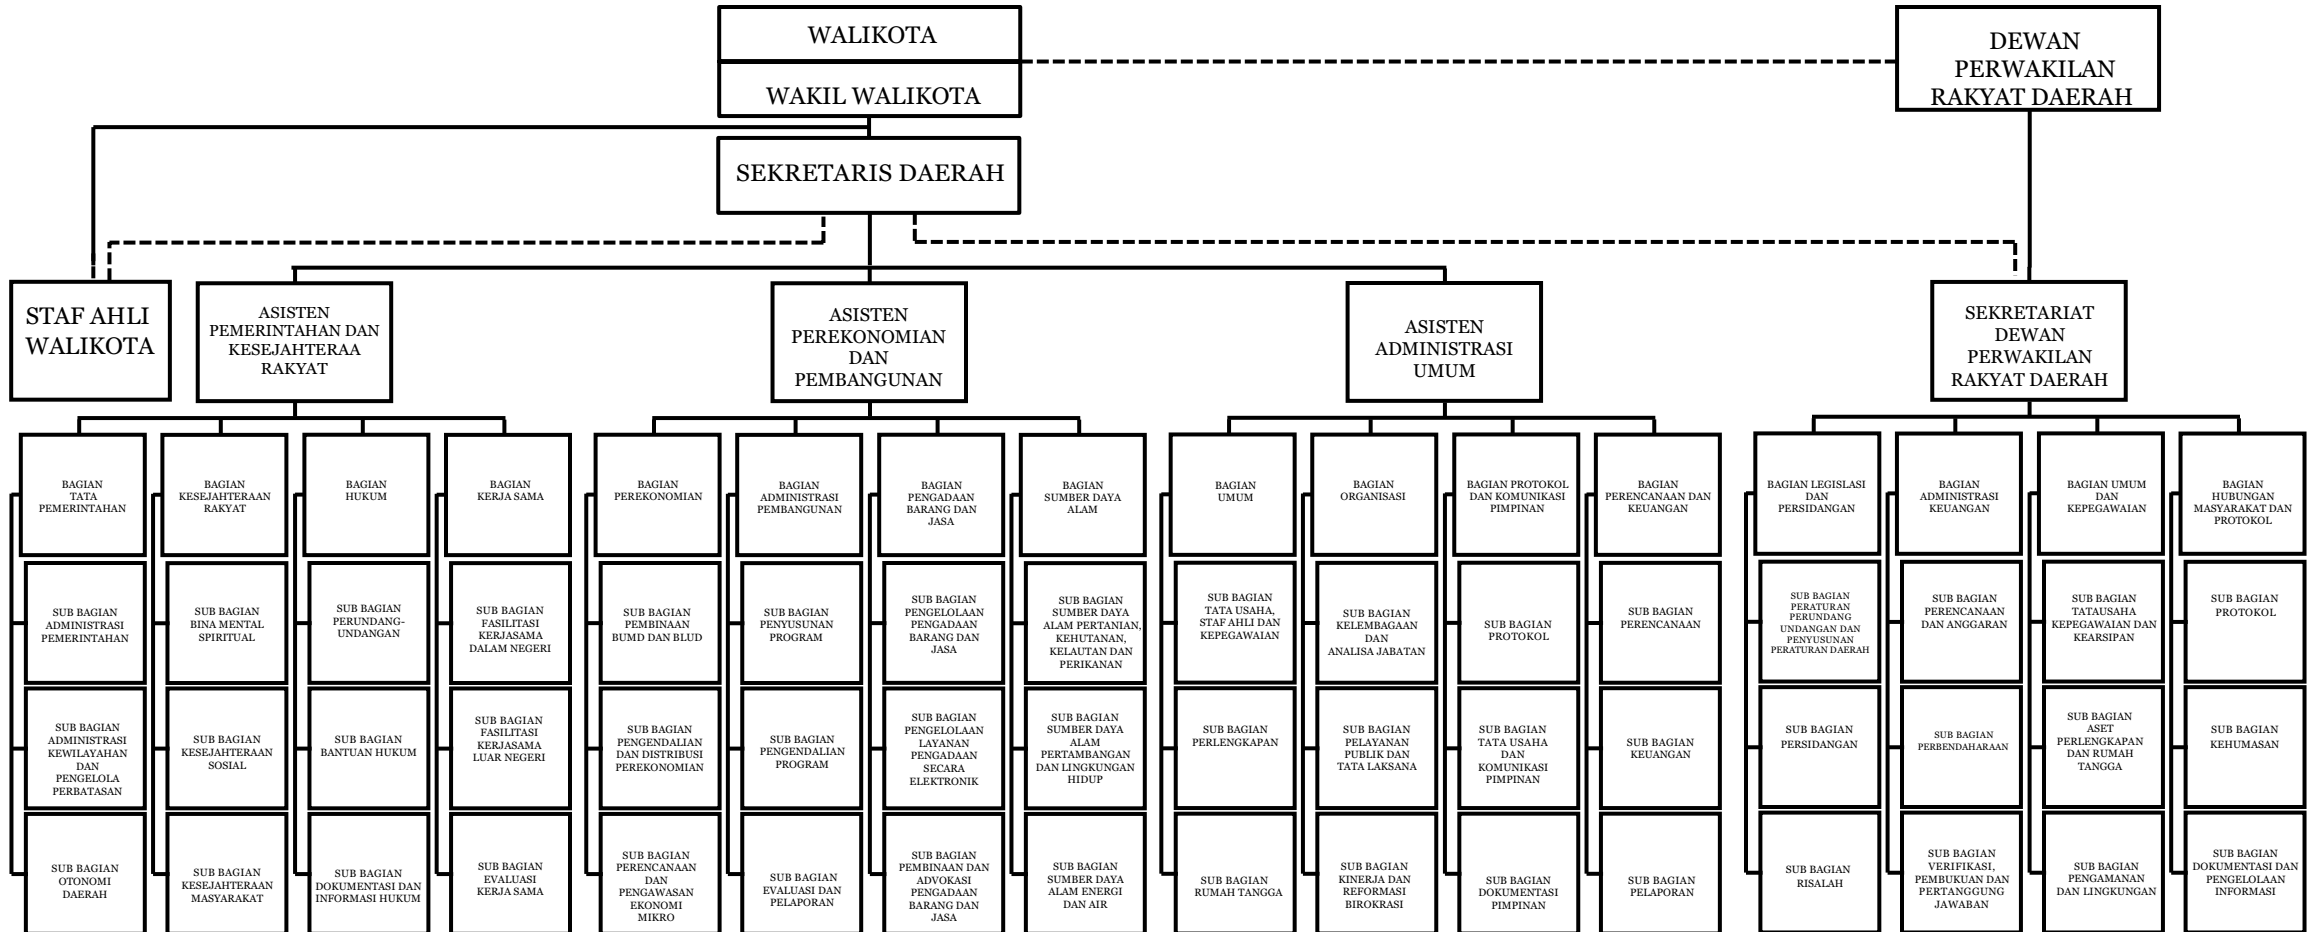 WALIKOTA
WAKIL WALIKOTA
DEWAN
PERWAKILAN
RAKYAT DAERAH
SEKRETARIS DAERAH
STAF AHLI
WALIKOTA
ASISTEN
PEMERINTAHAN DAN
KESEJAHTERAA
RAKYAT
ASISTEN
PEREKONOMIAN
DAN
PEMBANGUNAN
ASISTEN
ADMINISTRASI
UMUM
SEKRETARIAT
DEWAN
PERWAKILAN
RAKYAT DAERAH
BAGIAN
TATA
PEMERINTAHAN
BAGIAN
KESEJAHTERAAN
RAKYAT
BAGIAN
HUKUM
BAGIAN
KERJA SAMA
BAGIAN
PEREKONOMIAN
BAGIAN
ADMINISTRASI
PEMBANGUNAN
BAGIAN
PENGADAAN
BARANG DAN
JASA
BAGIAN
SUMBER DAYA
ALAM
BAGIAN
UMUM
BAGIAN
ORGANISASI
BAGIAN PROTOKOL
DAN KOMUNIKASI
PIMPINAN
BAGIAN
PERENCANAAN DAN
KEUANGAN
BAGIAN LEGISLASI
DAN
PERSIDANGAN
BAGIAN
ADMINISTRASI
KEUANGAN
BAGIAN UMUM
DAN
KEPEGAWAIAN
BAGIAN
HUBUNGAN
MASYARAKAT DAN
PROTOKOL
SUB BAGIAN
ADMINISTRASI
PEMERINTAHAN
SUB BAGIAN
BINA MENTAL
SPIRITUAL
SUB BAGIAN
PERUNDANG-
UNDANGAN
SUB BAGIAN
FASILITASI
KERJASAMA
DALAM NEGERI
SUB BAGIAN
PEMBINAAN
BUMD DAN BLUD
SUB BAGIAN
PENYUSUNAN
PROGRAM
SUB BAGIAN
PENGELOLAAN
PENGADAAN
BARANG DAN
JASA
SUB BAGIAN
SUMBER DAYA
ALAM PERTANIAN,
KEHUTANAN,
KELAUTAN DAN
PERIKANAN
SUB BAGIAN
TATA USAHA,
STAF AHLI DAN
KEPEGAWAIAN
SUB BAGIAN
KELEMBAGAAN
DAN
ANALISA JABATAN
SUB BAGIAN
PROTOKOL
SUB BAGIAN
PERENCANAAN
SUB BAGIAN
PERATURAN
PERUNDANG
UNDANGAN DAN
PENYUSUNAN
PERATURAN DAERAH
SUB BAGIAN
PERENCANAAN
DAN ANGGARAN
SUB BAGIAN
TATAUSAHA
KEPEGAWAIAN DAN
KEARSIPAN
SUB BAGIAN
PROTOKOL
SUB BAGIAN
ADMINISTRASI
KEWILAYAHAN
DAN
PENGELOLA
PERBATASAN
SUB BAGIAN
KESEJAHTERAAN
SOSIAL
SUB BAGIAN
BANTUAN HUKUM
SUB BAGIAN
FASILITASI
KERJASAMA
LUAR NEGERI
SUB BAGIAN
PENGENDALIAN
DAN DISTRIBUSI
PEREKONOMIAN
SUB BAGIAN
PENGENDALIAN
PROGRAM
SUB BAGIAN
PENGELOLAAN
LAYANAN
PENGADAAN
SECARA
ELEKTRONIK
SUB BAGIAN
SUMBER DAYA
ALAM
PERTAMBANGAN
DAN LINGKUNGAN
HIDUP
SUB BAGIAN
PERLENGKAPAN
SUB BAGIAN
PELAYANAN
PUBLIK DAN
TATA LAKSANA
SUB BAGIAN
TATA USAHA
DAN
KOMUNIKASI
PIMPINAN
SUB BAGIAN
KEUANGAN
SUB BAGIAN
PERSIDANGAN
SUB BAGIAN
PERBENDAHARAAN
SUB BAGIAN
ASET
PERLENGKAPAN
DAN RUMAH
TANGGA
SUB BAGIAN
KEHUMASAN
SUB BAGIAN
OTONOMI
DAERAH
SUB BAGIAN
KESEJAHTERAAN
MASYARAKAT
SUB BAGIAN
DOKUMENTASI DAN
INFORMASI HUKUM
SUB BAGIAN
EVALUASI
KERJA SAMA
SUB BAGIAN
PERENCANAAN
DAN
PENGAWASAN
EKONOMI
MIKRO
SUB BAGIAN
EVALUASI DAN
PELAPORAN
SUB BAGIAN
PEMBINAAN DAN
ADVOKASI
PENGADAAN
BARANG DAN
JASA
SUB BAGIAN
SUMBER DAYA
ALAM ENERGI
DAN AIR
SUB BAGIAN
RUMAH TANGGA
SUB BAGIAN
KINERJA DAN
REFORMASI
BIROKRASI
SUB BAGIAN
DOKUMENTASI
PIMPINAN
SUB BAGIAN
PELAPORAN
SUB BAGIAN
RISALAH
SUB BAGIAN
VERIFIKASI,
PEMBUKUAN DAN
PERTANGGUNG
JAWABAN
SUB BAGIAN
PENGAMANAN
DAN LINGKUNGAN
SUB BAGIAN
DOKUMENTASI DAN
PENGELOLAAN
INFORMASI